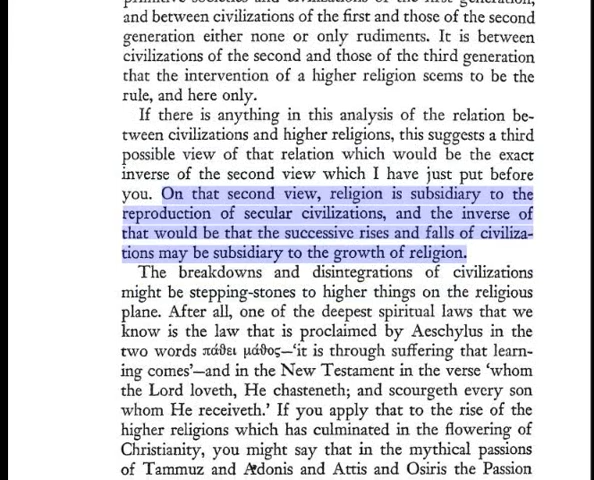 primitive societies and civilizations of the first generation,
and between civilizations of the first and those of the second
generation either none or only rudiments. It is between
civilizations of the second and those of the third generation
that the intervention of a higher religion seems to be the
rule, and here only.
If there is anything in this analysis of the relation be-
tween civilizations and higher religions, this suggests a third
possible view of that relation which would be the exact
inverse of the second view which I have just put before
you. On that second view, religion is subsidiary to the
reproduction of secular civilizations, and the inverse of
that would be that the successive rises and falls of civiliza-
tions may be subsidiary to the growth of religion.
The breakdowns and disintegrations of civilizations
might be stepping-stones to higher things on the religious
plane. After all, one of the deepest spiritual laws that we
know is the law that is proclaimed by Aeschylus in the
two words πάθει μάθος—‘it is through suffering that learn-
ing comes’—and in the New Testament in the verse ‘whom
the Lord loveth, He chasteneth; and scourgeth every son
whom He receiveth.’ If you apply that to the rise of the
higher religions which has culminated in the flowering of
Christianity, you might say that in the mythical passions
of Tammuz and Adonis and Attis and Osiris the Passion